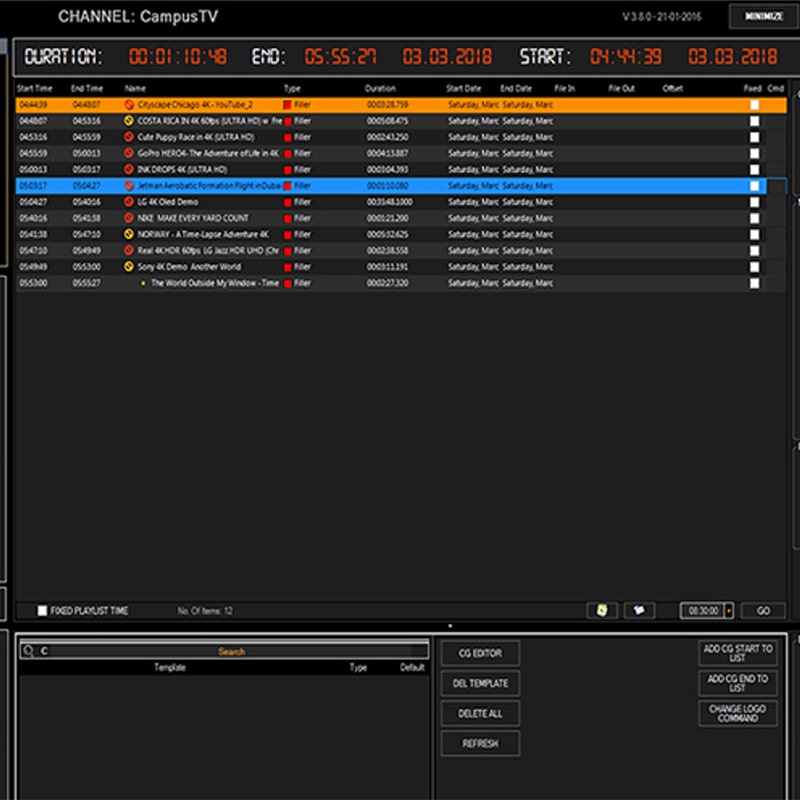 CHANNEL: CampusTV V 3.8.0 - 21-01-2016 MINIMIZE
DURATION: 00:01:10:48 END: 05:55:27 03.03.2018 START: 04:44:39 03.03.2018
Start Time End Time Name Type Duration Start Date End Date File In File Out Offset Fixed Cmd
04:44:39 04:48:07 Cityscape Chicago 4K - YouTube_2 Filler 00:03:28.759 Saturday, Marc Saturday, Marc
04:48:07 04:53:16 COSTA RICA IN 4K 60fps (ULTRA HD) w Fre Filler 00:05:08.475 Saturday, Marc Saturday, Marc
04:53:16 04:55:59 Cute Puppy Race in 4K (ULTRA HD) Filler 00:02:43.250 Saturday, Marc Saturday, Marc
04:55:59 05:00:13 GoPro HERO4- The Adventure of Life in 4K Filler 00:04:13.887 Saturday, Marc Saturday, Marc
05:00:13 05:03:17 INK DROPS 4K (ULTRA HD) Filler 00:03:04.393 Saturday, Marc Saturday, Marc
05:03:17 05:04:27 Jetman Aerobatic Formation Flight in Dubai Filler 00:01:10.080 Saturday, Marc Saturday, Marc
05:04:27 05:40:16 LG 4K Oled Demo Filler 00:35:48.1000 Saturday, Marc Saturday, Marc
05:40:16 05:41:38 NIKE MAKE EVERY YARD COUNT Filler 00:01:21.200 Saturday, Marc Saturday, Marc
05:41:38 05:47:10 NORWAY - A Time-Lapse Adventure 4K Filler 00:05:32.625 Saturday, Marc Saturday, Marc
05:47:10 05:49:49 Real 4K HDR 60fps LG Jazz HDR UHD (Chr Filler 00:02:38.558 Saturday, Marc Saturday, Marc
05:49:49 05:53:00 Sony 4K Demo Another World Filler 00:03:11.191 Saturday, Marc Saturday, Marc
05:53:00 05:55:27 The World Outside My Window - Time Filler 00:02:27.320 Saturday, Marc Saturday, Marc
FIXED PLAYLIST TIME No. Of Items: 12 08:30:00 GO
C Search
Template Type Default
CG EDITOR
DEL TEMPLATE
DELETE ALL
REFRESH
ADD CG START TO
LIST
ADD CG END TO
LIST
CHANGE LOGO
COMMAND